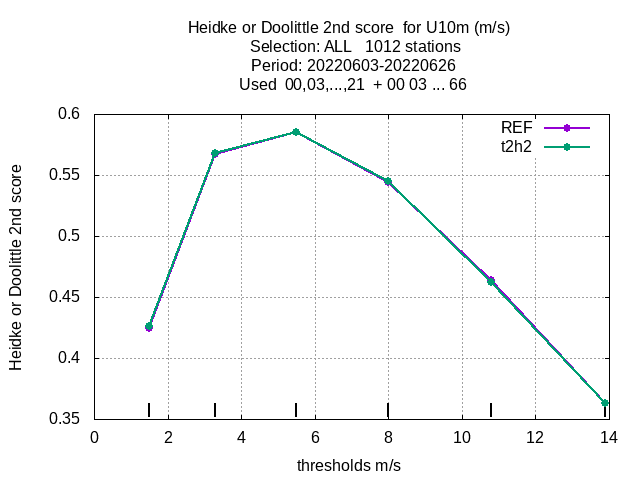 Heidke or Doolittle 2nd score  for U10m (m/s)
Selection: ALL   1012 stations
Period: 20220603-20220626
Used  00,03,...,21  + 00 03 ... 66
REF
t2h2
Heidke or Doolittle 2nd score
0.6
0.55
0.5
0.45
0.4
0.35
0 2 4 6 8 10 12 14
thresholds m/s